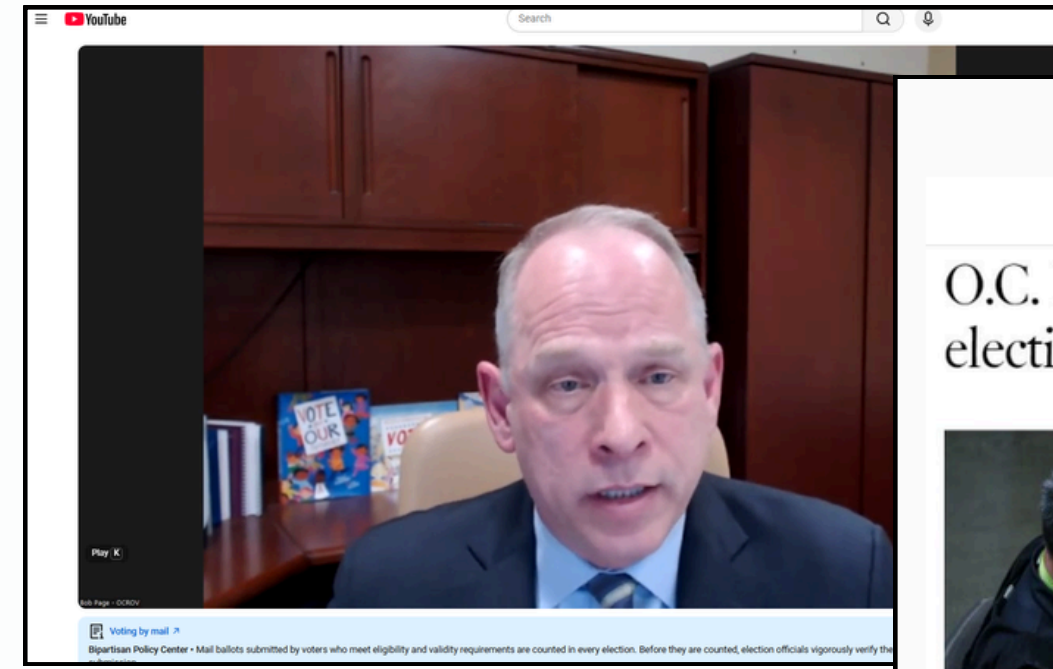 YouTube
Search
VOTE
OUR
VO
Play K
Bob Page - OCROV
Voting by mail
Bipartisan Policy Center • Mail ballots submitted by voters who meet eligibility and validity requirements are counted in every election. Before they are counted, election officials vigorously verify the
submission
O.C.
electi